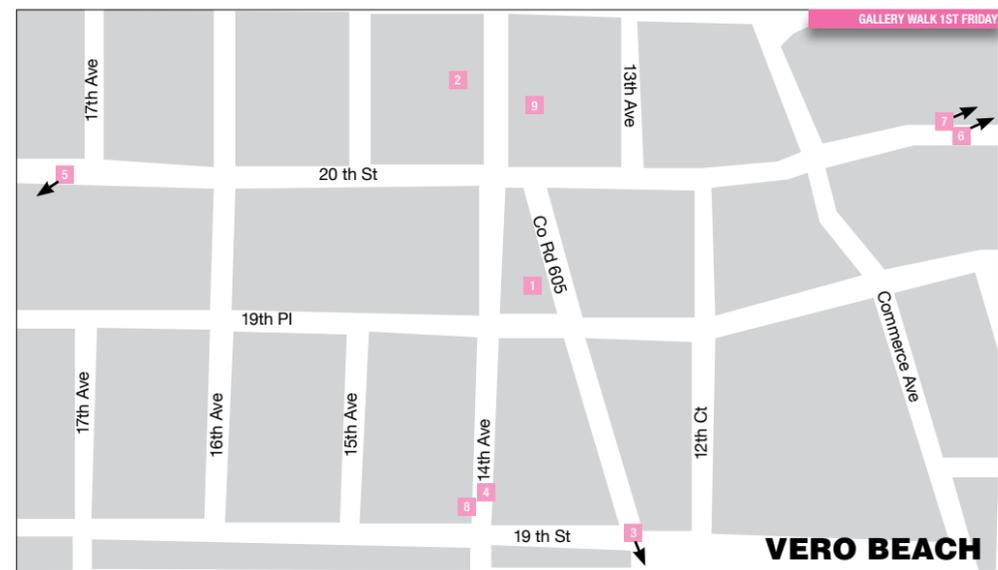 GALLERY WALK 1ST FRIDAY
17th Ave
2
9
13th Ave
7
6
5
20 th St
Co Rd 605
1
19th Pl
Commerce Ave
17th Ave
16th Ave
15th Ave
14th Ave
12th Ct
4
8
3
19 th St
VERO BEACH